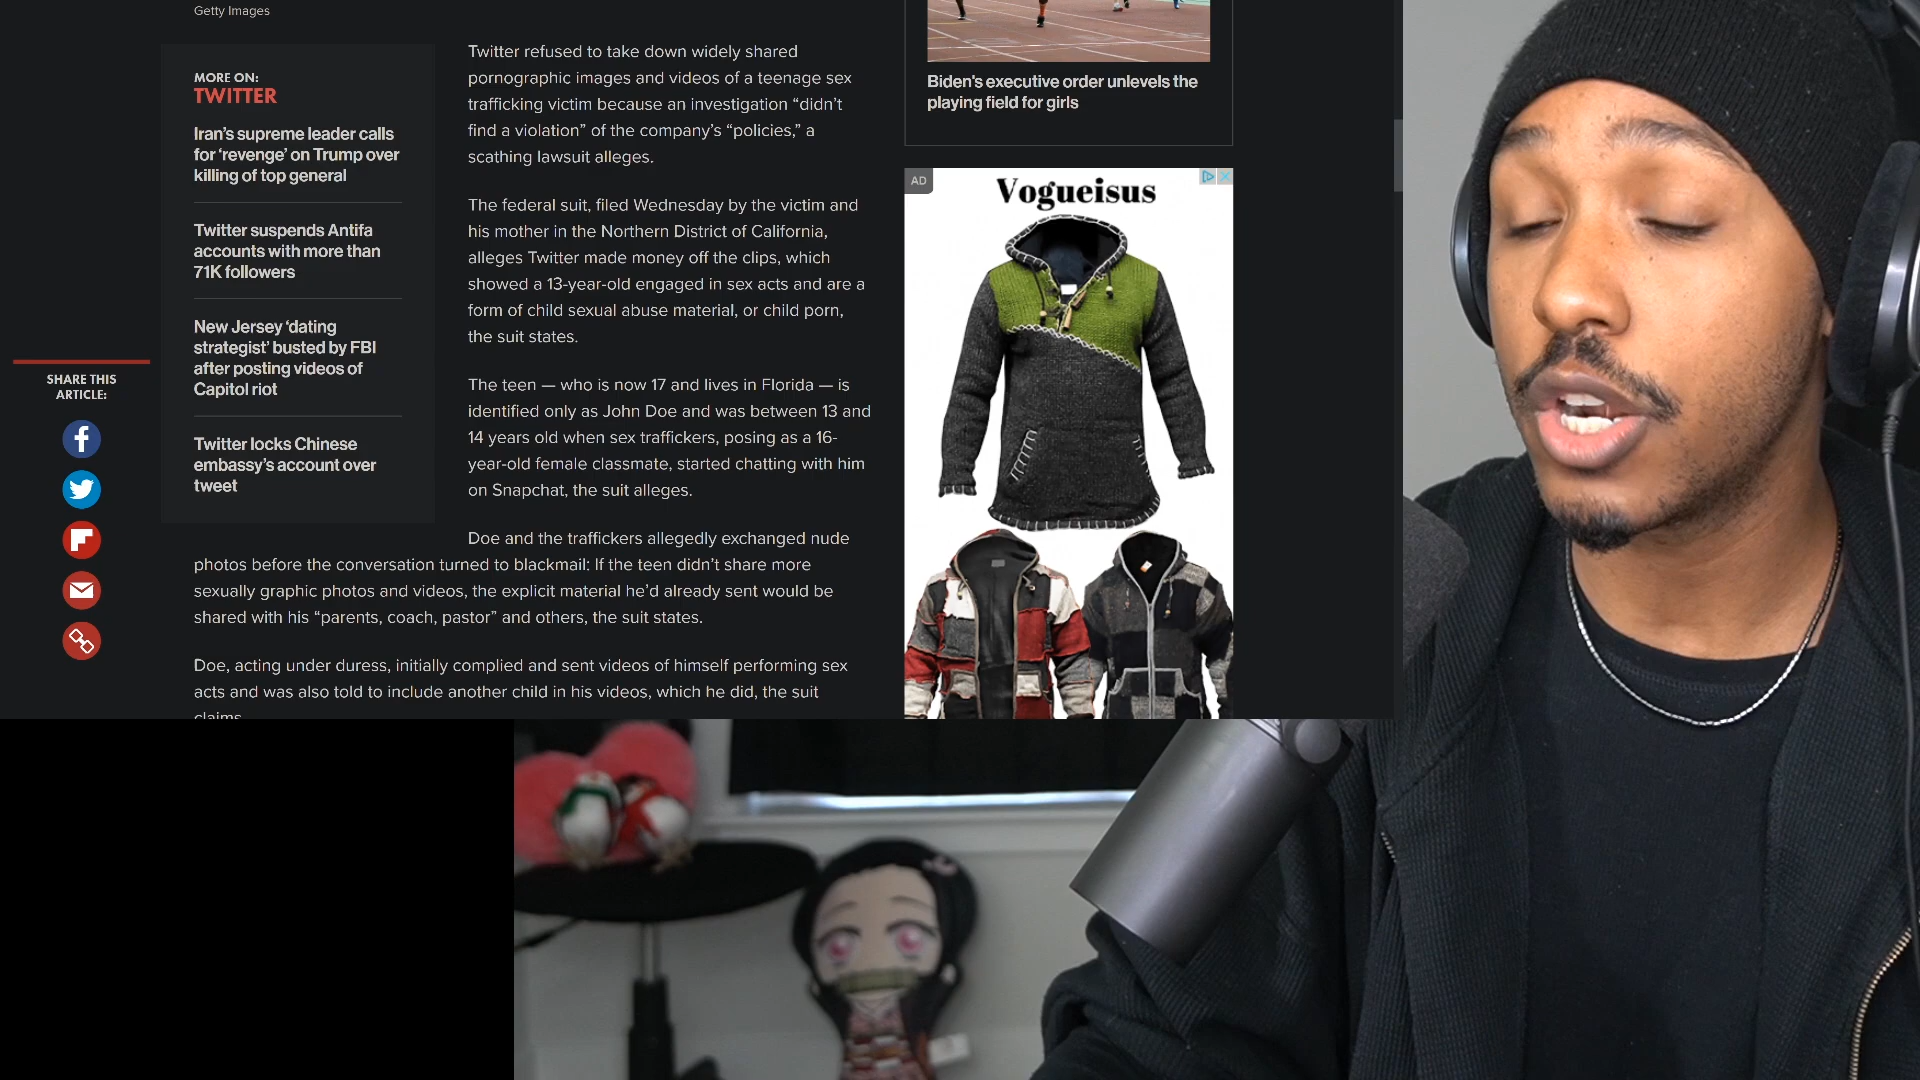 Getty Images
MORE ON:
TWITTER
Iran's supreme leader calls
for 'revenge' on Trump over
killing of top general
Twitter suspends Antifa
accounts with more than
71K followers
New Jersey 'dating
strategist' busted by FBI
after posting videos of
Capitol riot
Twitter locks Chinese
embassy's account over
tweet
SHARE THIS
ARTICLE:
Twitter refused to take down widely shared
pornographic images and videos of a teenage sex
trafficking victim because an investigation “didn't
find a violation” of the company's “policies,” a
scathing lawsuit alleges.
The federal suit, filed Wednesday by the victim and
his mother in the Northern District of California,
alleges Twitter made money off the clips, which
showed a 13-year-old engaged in sex acts and are a
form of child sexual abuse material, or child porn,
the suit states.
The teen — who is now 17 and lives in Florida — is
identified only as John Doe and was between 13 and
14 years old when sex traffickers, posing as a 16-
year-old female classmate, started chatting with him
on Snapchat, the suit alleges.
Doe and the traffickers allegedly exchanged nude
photos before the conversation turned to blackmail: If the teen didn't share more
sexually graphic photos and videos, the explicit material he'd already sent would be
shared with his “parents, coach, pastor” and others, the suit states.
Doe, acting under duress, initially complied and sent videos of himself performing sex
acts and was also told to include another child in his videos, which he did, the suit
claims.
Biden's executive order unlevels the
playing field for girls
AD
Vogueisus